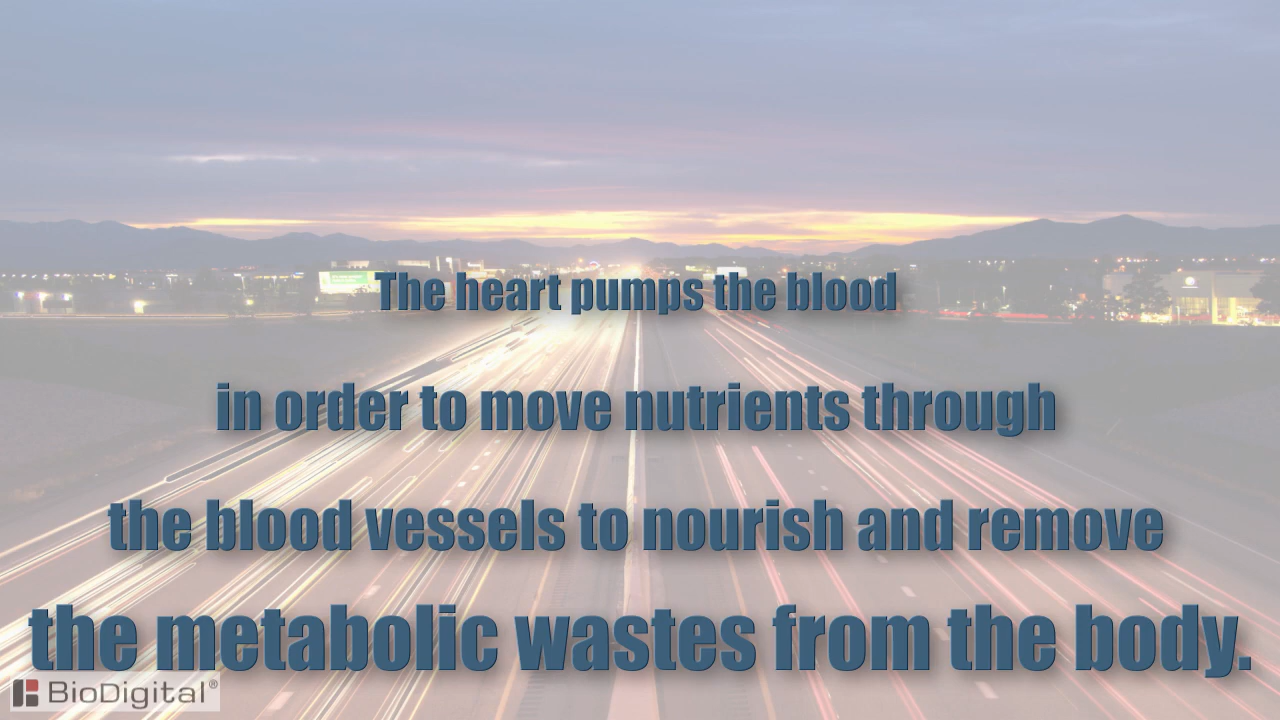 The heart pumps the blood
in order to move nutrients through
the blood vessels to nourish and remove
the metabolic wastes from the body.
BioDigital®